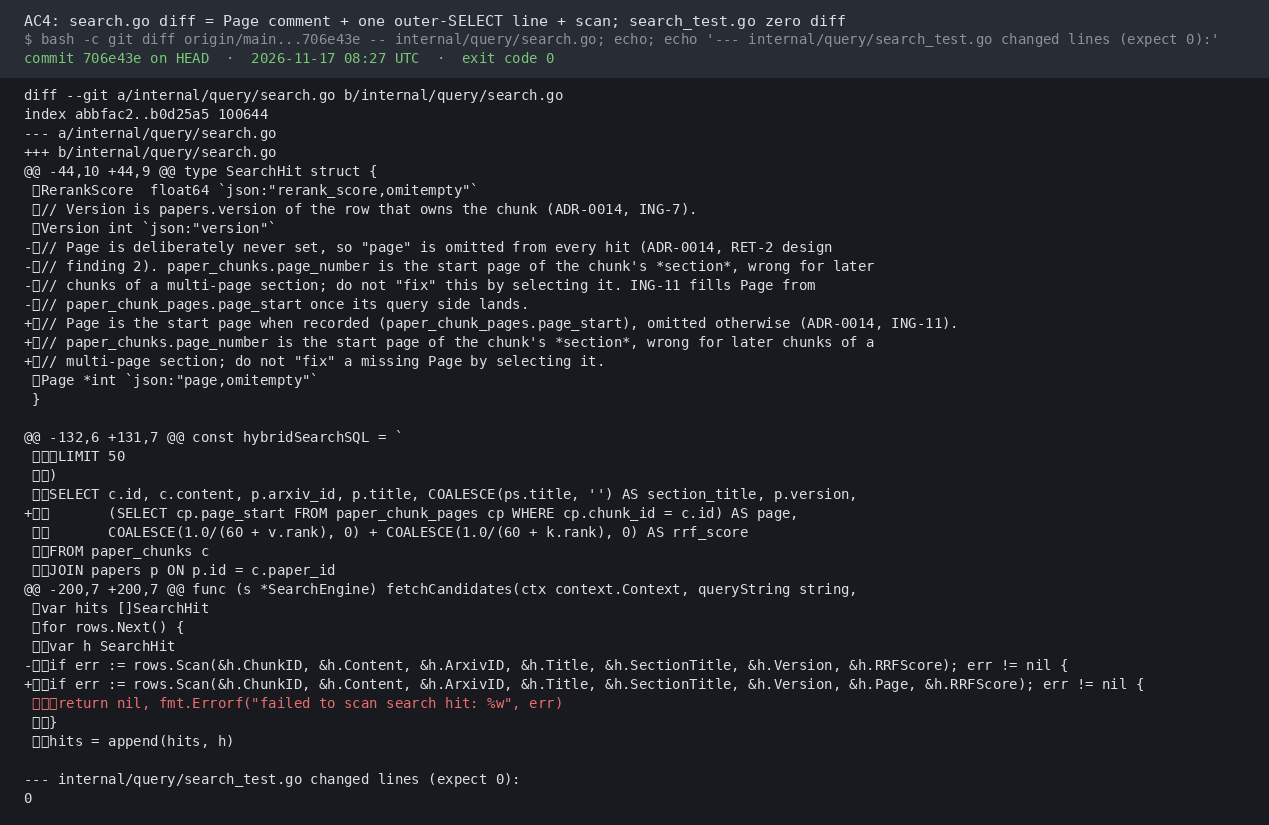 AC4: search.go diff = Page comment + one outer-SELECT line + scan; search_test.go zero diff
$ bash -c git diff origin/main...706e43e -- internal/query/search.go; echo; echo '--- internal/query/search_test.go changed lines (expect 0):'
commit 706e43e on HEAD · 2026-11-17 08:27 UTC · exit code 0
diff --git a/internal/query/search.go b/internal/query/search.go
index abbfac2..b0d25a5 100644
--- a/internal/query/search.go
+++ b/internal/query/search.go
@@ -44,10 +44,9 @@ type SearchHit struct {
 RerankScore  float64 `json:"rerank_score,omitempty"`
 // Version is papers.version of the row that owns the chunk (ADR-0014, ING-7).
 Version int `json:"version"`
-// Page is deliberately never set, so "page" is omitted from every hit (ADR-0014, RET-2 design
-// finding 2). paper_chunks.page_number is the start page of the chunk's *section*, wrong for later
-// chunks of a multi-page section; do not "fix" this by selecting it. ING-11 fills Page from
-// paper_chunk_pages.page_start once its query side lands.
+// Page is the start page when recorded (paper_chunk_pages.page_start), omitted otherwise (ADR-0014, ING-11).
+// paper_chunks.page_number is the start page of the chunk's *section*, wrong for later chunks of a
+// multi-page section; do not "fix" a missing Page by selecting it.
 Page *int `json:"page,omitempty"`
 }
@@ -132,6 +131,7 @@ const hybridSearchSQL = `
 LIMIT 50
 )
 SELECT c.id, c.content, p.arxiv_id, p.title, COALESCE(ps.title, '') AS section_title, p.version,
+       (SELECT cp.page_start FROM paper_chunk_pages cp WHERE cp.chunk_id = c.id) AS page,
        COALESCE(1.0/(60 + v.rank), 0) + COALESCE(1.0/(60 + k.rank), 0) AS rrf_score
 FROM paper_chunks c
 JOIN papers p ON p.id = c.paper_id
@@ -200,7 +200,7 @@ func (s *SearchEngine) fetchCandidates(ctx context.Context, queryString string,
 var hits []SearchHit
 for rows.Next() {
 var h SearchHit
-if err := rows.Scan(&h.ChunkID, &h.Content, &h.ArxivID, &h.Title, &h.SectionTitle, &h.Version, &h.RRFScore); err != nil {
+if err := rows.Scan(&h.ChunkID, &h.Content, &h.ArxivID, &h.Title, &h.SectionTitle, &h.Version, &h.Page, &h.RRFScore); err != nil {
 return nil, fmt.Errorf("failed to scan search hit: %w", err)
 }
 hits = append(hits, h)
--- internal/query/search_test.go changed lines (expect 0):
0